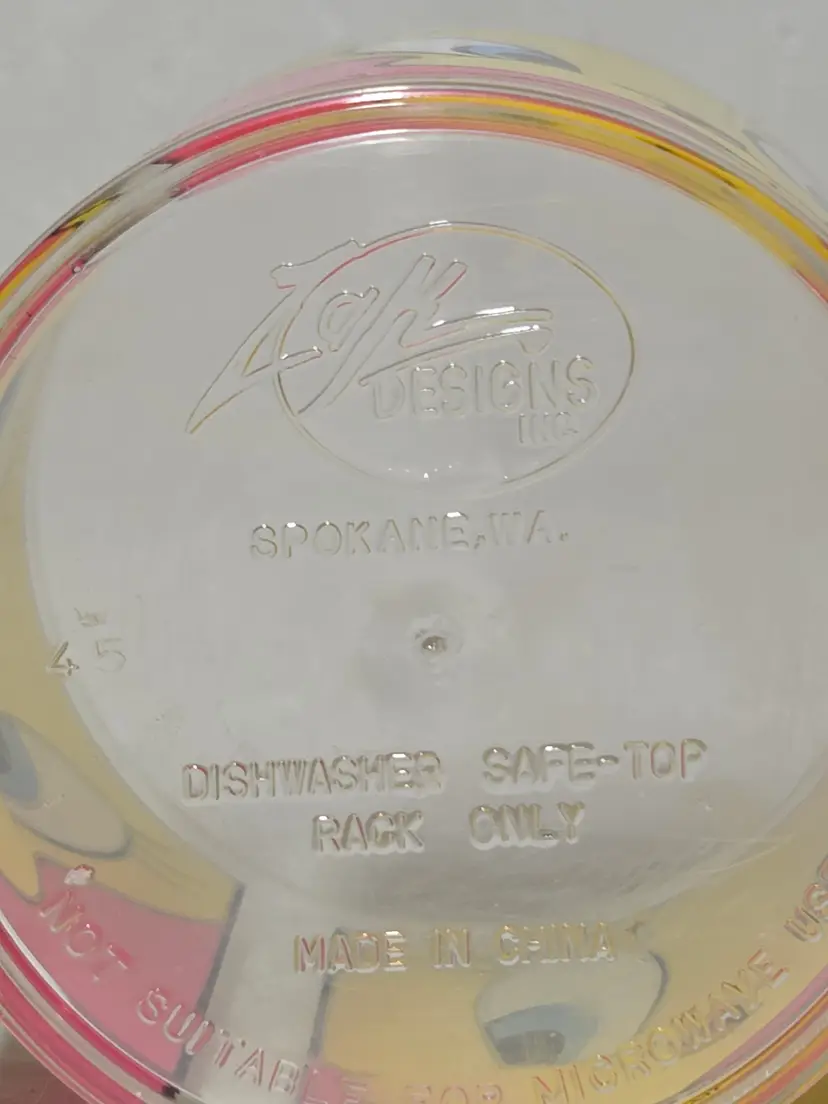 Zak
DESIGNS
INC.
SPOKANE, WA.
45
DISHWASHER SAFE-TOP
RACK ONLY
MADE IN CHINA
NOT SUITABLE FOR MICROWAVE USE